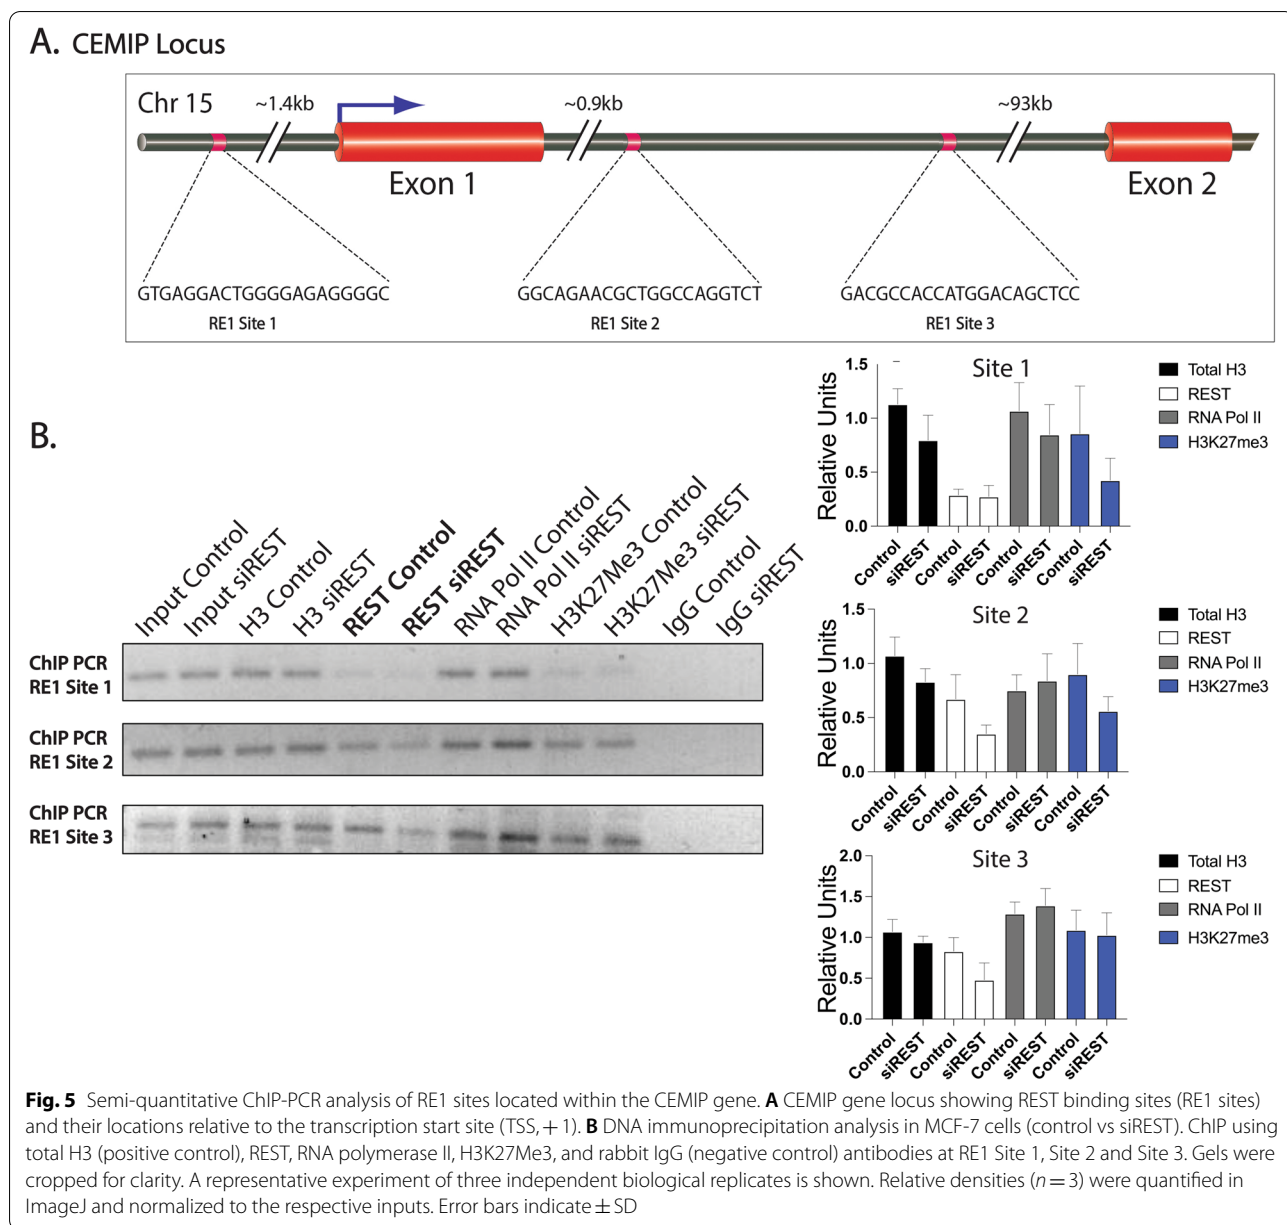 A. CEMIP Locus
Chr 15
~1.4kb
~0.9kb
~93kb
Exon 1
Exon 2
GTGAGGACTGGGGAGAGGGGC
GGCAGAACGCTGGCCAGGTCT
GACGCCACCATGGACAGCTCC
RE1 Site 1
RE1 Site 2
RE1 Site 3
B.
Input Control
Input siREST
H3 Control
H3 siREST
REST Control
REST siREST
RNA Pol II Control
RNA Pol II siREST
H3K27Me3 Control
H3K27Me3 siREST
IgG Control
IgG siREST
ChIP PCR
RE1 Site 1
ChIP PCR
RE1 Site 2
ChIP PCR
RE1 Site 3
Site 1
Relative Units
1.5
1.0
0.5
0.0
Control
siREST
Control
siREST
Control
siREST
Control
siREST
Total H3
REST
RNA Pol II
H3K27me3
Site 2
Relative Units
1.5
1.0
0.5
0.0
Control
siREST
Control
siREST
Control
siREST
Control
siREST
Total H3
REST
RNA Pol II
H3K27me3
Site 3
Relative Units
2.0
1.5
1.0
0.5
0.0
Control
siREST
Control
siREST
Control
siREST
Control
siREST
Total H3
REST
RNA Pol II
H3K27me3
Fig. 5 Semi-quantitative ChIP-PCR analysis of RE1 sites located within the CEMIP gene. A CEMIP gene locus showing REST binding sites (RE1 sites)
and their locations relative to the transcription start site (TSS, + 1). B DNA immunoprecipitation analysis in MCF-7 cells (control vs siREST). ChIP using
total H3 (positive control), REST, RNA polymerase II, H3K27Me3, and rabbit IgG (negative control) antibodies at RE1 Site 1, Site 2 and Site 3. Gels were
cropped for clarity. A representative experiment of three independent biological replicates is shown. Relative densities (n = 3) were quantified in
ImageJ and normalized to the respective inputs. Error bars indicate ± SD